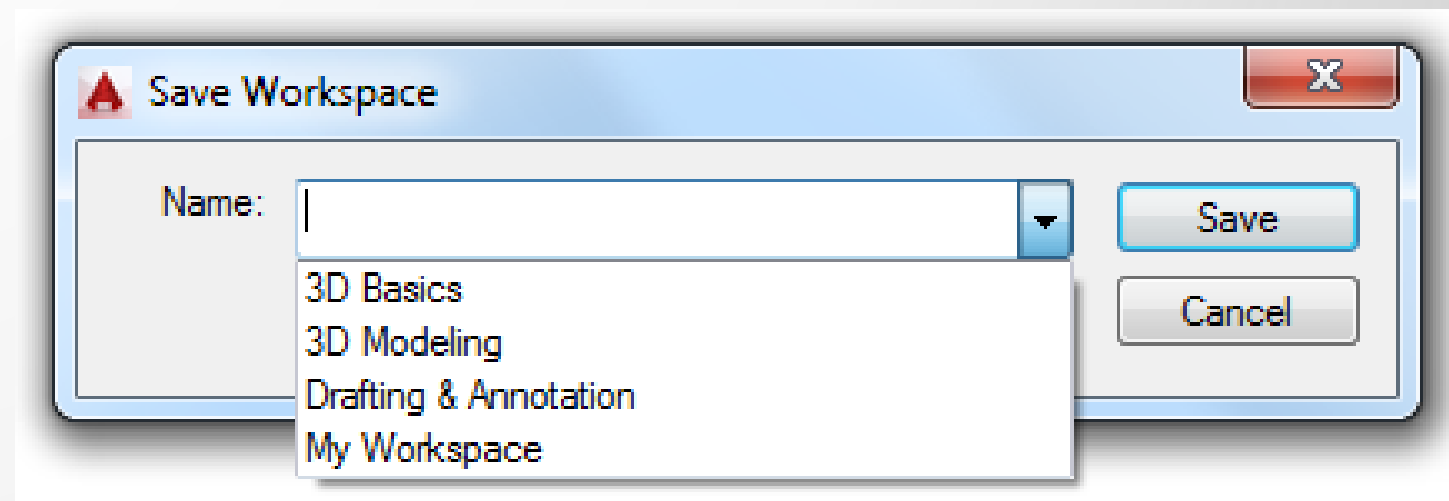 Save Workspace
Name:
Save
3D Basics
Cancel
3D Modeling
Drafting & Annotation
My Workspace